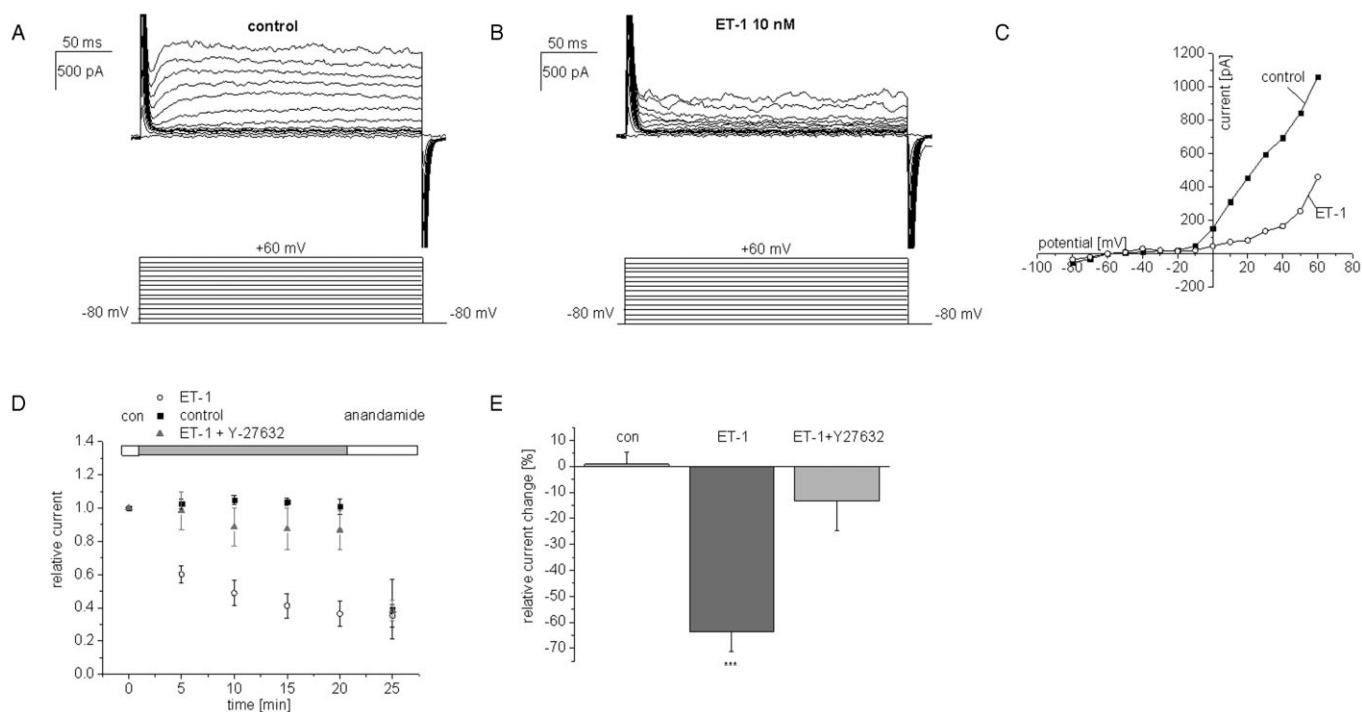 A
control
50 ms
500 pA
+60 mV
-80 mV
-80 mV
B
ET-1 10 nM
50 ms
500 pA
+60 mV
-80 mV
-80 mV
C
1200
1000
800
600
400
200
-200
current [pA]
control
ET-1
potential [mV]
-100 -80 -60 -40 -20 20 40 60 80
D
ET-1
con control anandamide
ET-1 + Y-27632
1.4
1.2
1.0
0.8
0.6
0.4
0.2
0.0
relative current
0 5 10 15 20 25
time [min]
E
con ET-1 ET-1+Y27632
10
0
-10
-20
-30
-40
-50
-60
-70
relative current change [%]
***